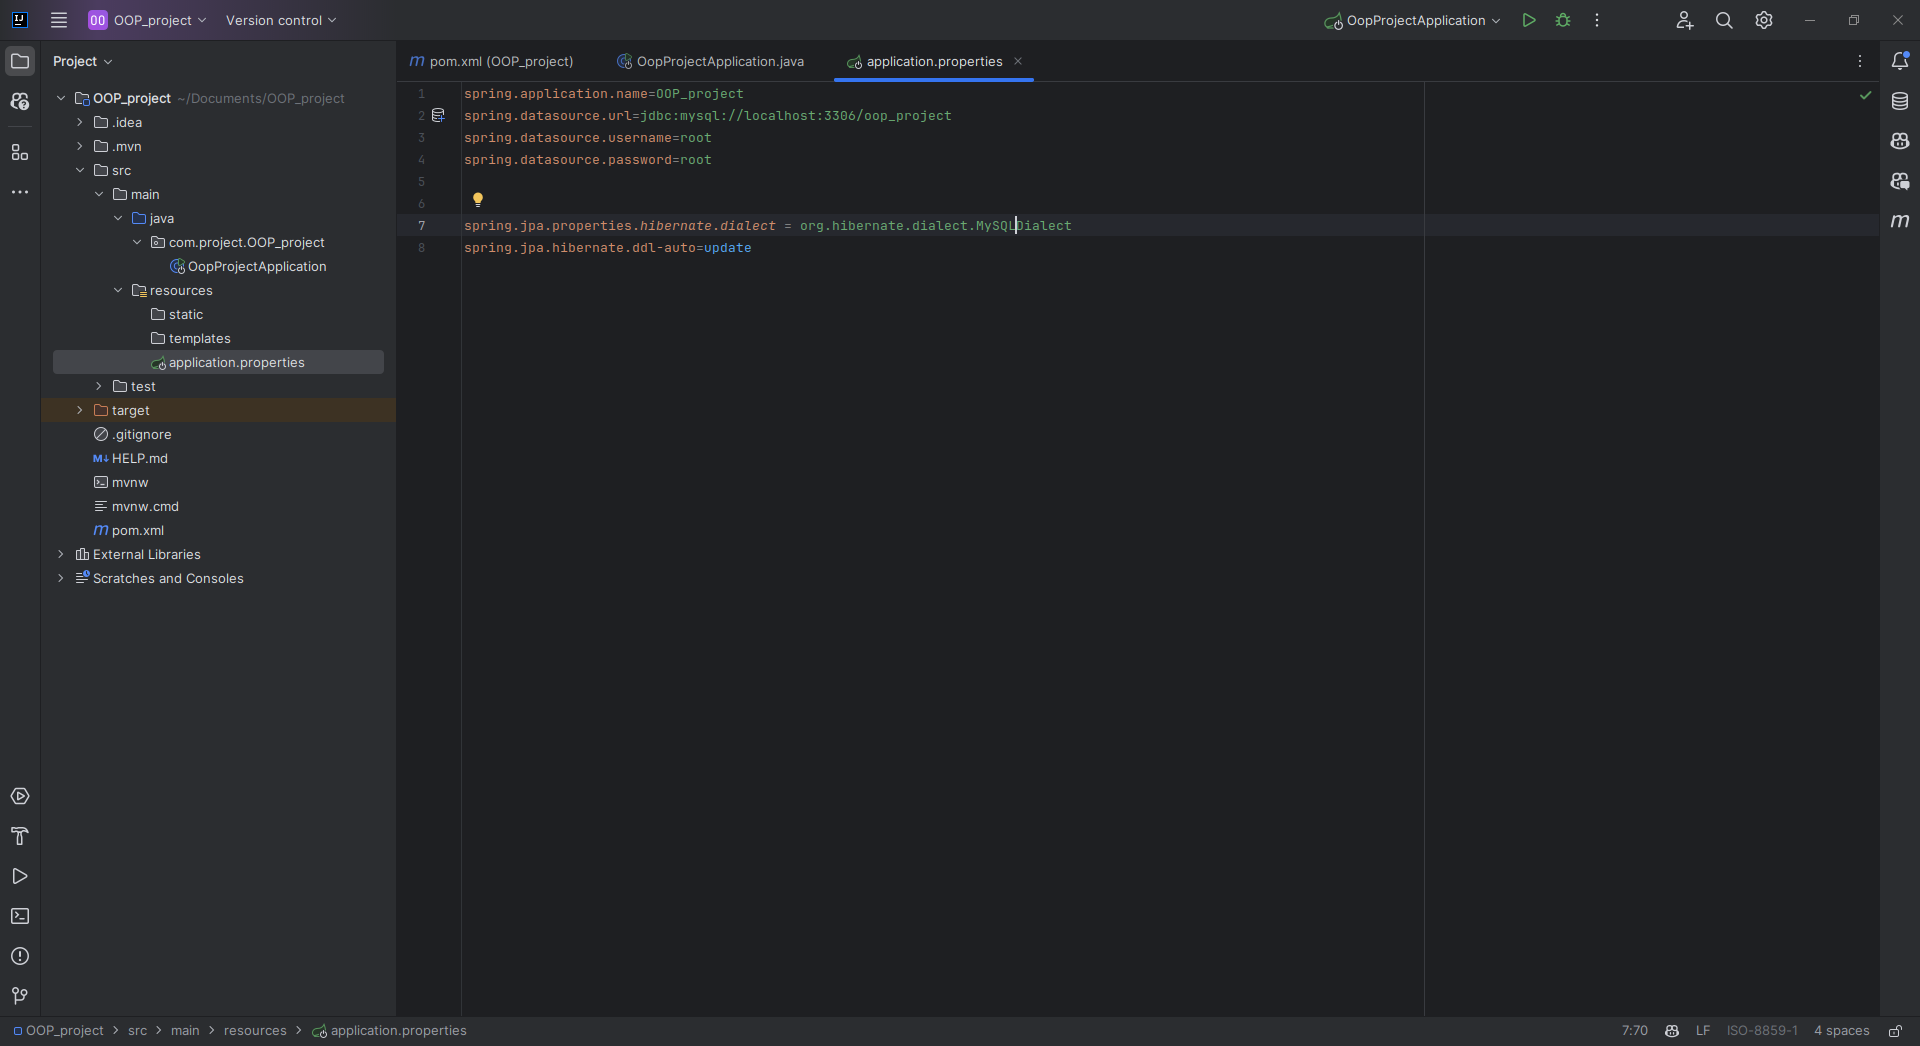 OO OOP_project Version control OopProjectApplication
Project
pom.xml (OOP_project) OopProjectApplication.java application.properties
OOP_project ~/Documents/OOP_project
.idea
.mvn
src
main
java
com.project.OOP_project
OopProjectApplication
resources
static
templates
application.properties
test
target
.gitignore
M↓ HELP.md
mvnw
mvnw.cmd
m pom.xml
External Libraries
Scratches and Consoles
1 spring.application.name=OOP_project
2 spring.datasource.url=jdbc:mysql://localhost:3306/oop_project
3 spring.datasource.username=root
4 spring.datasource.password=root
5
6
7 spring.jpa.properties.hibernate.dialect = org.hibernate.dialect.MySQLDialect
8 spring.jpa.hibernate.ddl-auto=update
OOP_project > src > main > resources > application.properties
7:70 LF ISO-8859-1 4 spaces